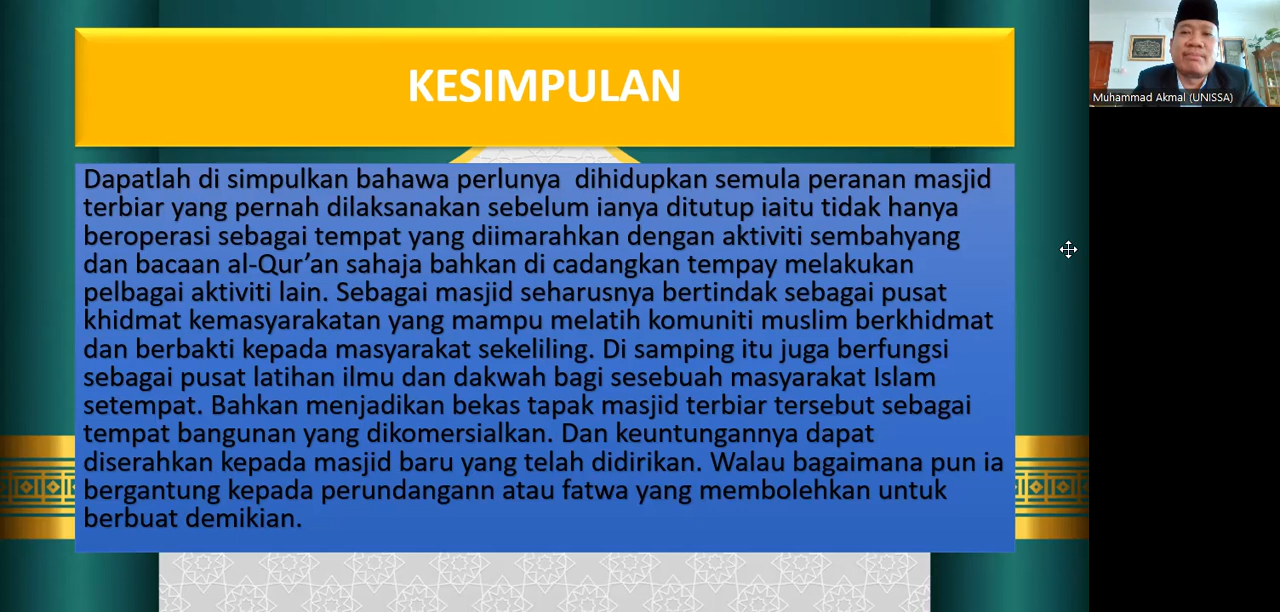 KESIMPULAN
Dapatlah di simpulkan bahawa perlunya  dihidupkan semula peranan masjid
terbiar yang pernah dilaksanakan sebelum ianya ditutup iaitu tidak hanya
beroperasi sebagai tempat yang diimarahkan dengan aktiviti sembahyang
dan bacaan al-Qur’an sahaja bahkan di cadangkan tempay melakukan
pelbagai aktiviti lain. Sebagai masjid seharusnya bertindak sebagai pusat
khidmat kemasyarakatan yang mampu melatih komuniti muslim berkhidmat
dan berbakti kepada masyarakat sekeliling. Di samping itu juga berfungsi
sebagai pusat latihan ilmu dan dakwah bagi sesebuah masyarakat Islam
setempat. Bahkan menjadikan bekas tapak masjid terbiar tersebut sebagai
tempat bangunan yang dikomersialkan. Dan keuntungannya dapat
diserahkan kepada masjid baru yang telah didirikan. Walau bagaimana pun ia
bergantung kepada perundangann atau fatwa yang membolehkan untuk
berbuat demikian.
Muhammad Akmal (UNISSA)